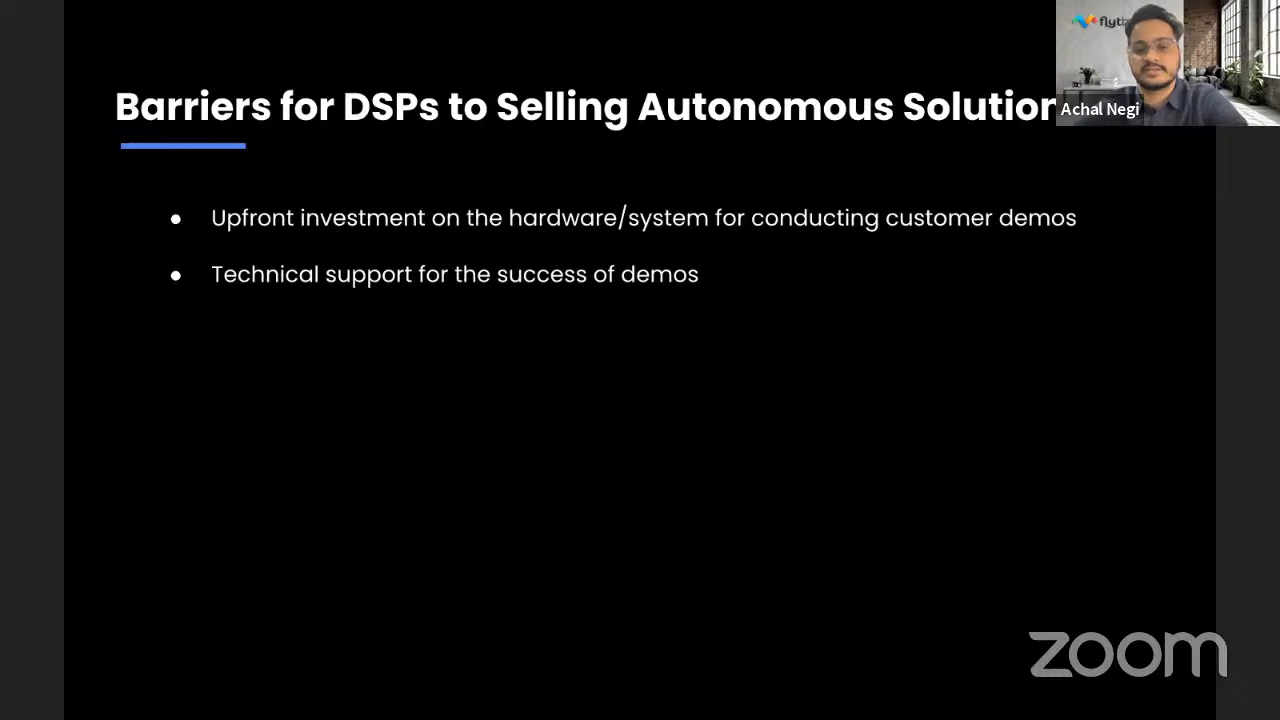 Barriers for DSPs to Selling Autonomous Solution
Achal Negi
Upfront investment on the hardware/system for conducting customer demos
Technical support for the success of demos
zoom